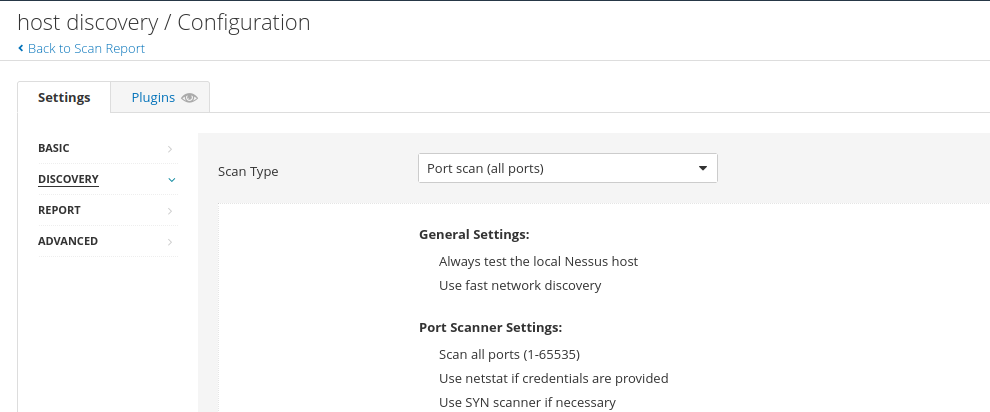 host discovery / Configuration
Back to Scan Report
Settings
Plugins
BASIC
DISCOVERY
REPORT
ADVANCED
Scan Type
Port scan (all ports)
General Settings:
Always test the local Nessus host
Use fast network discovery
Port Scanner Settings:
Scan all ports (1-65535)
Use netstat if credentials are provided
Use SYN scanner if necessary